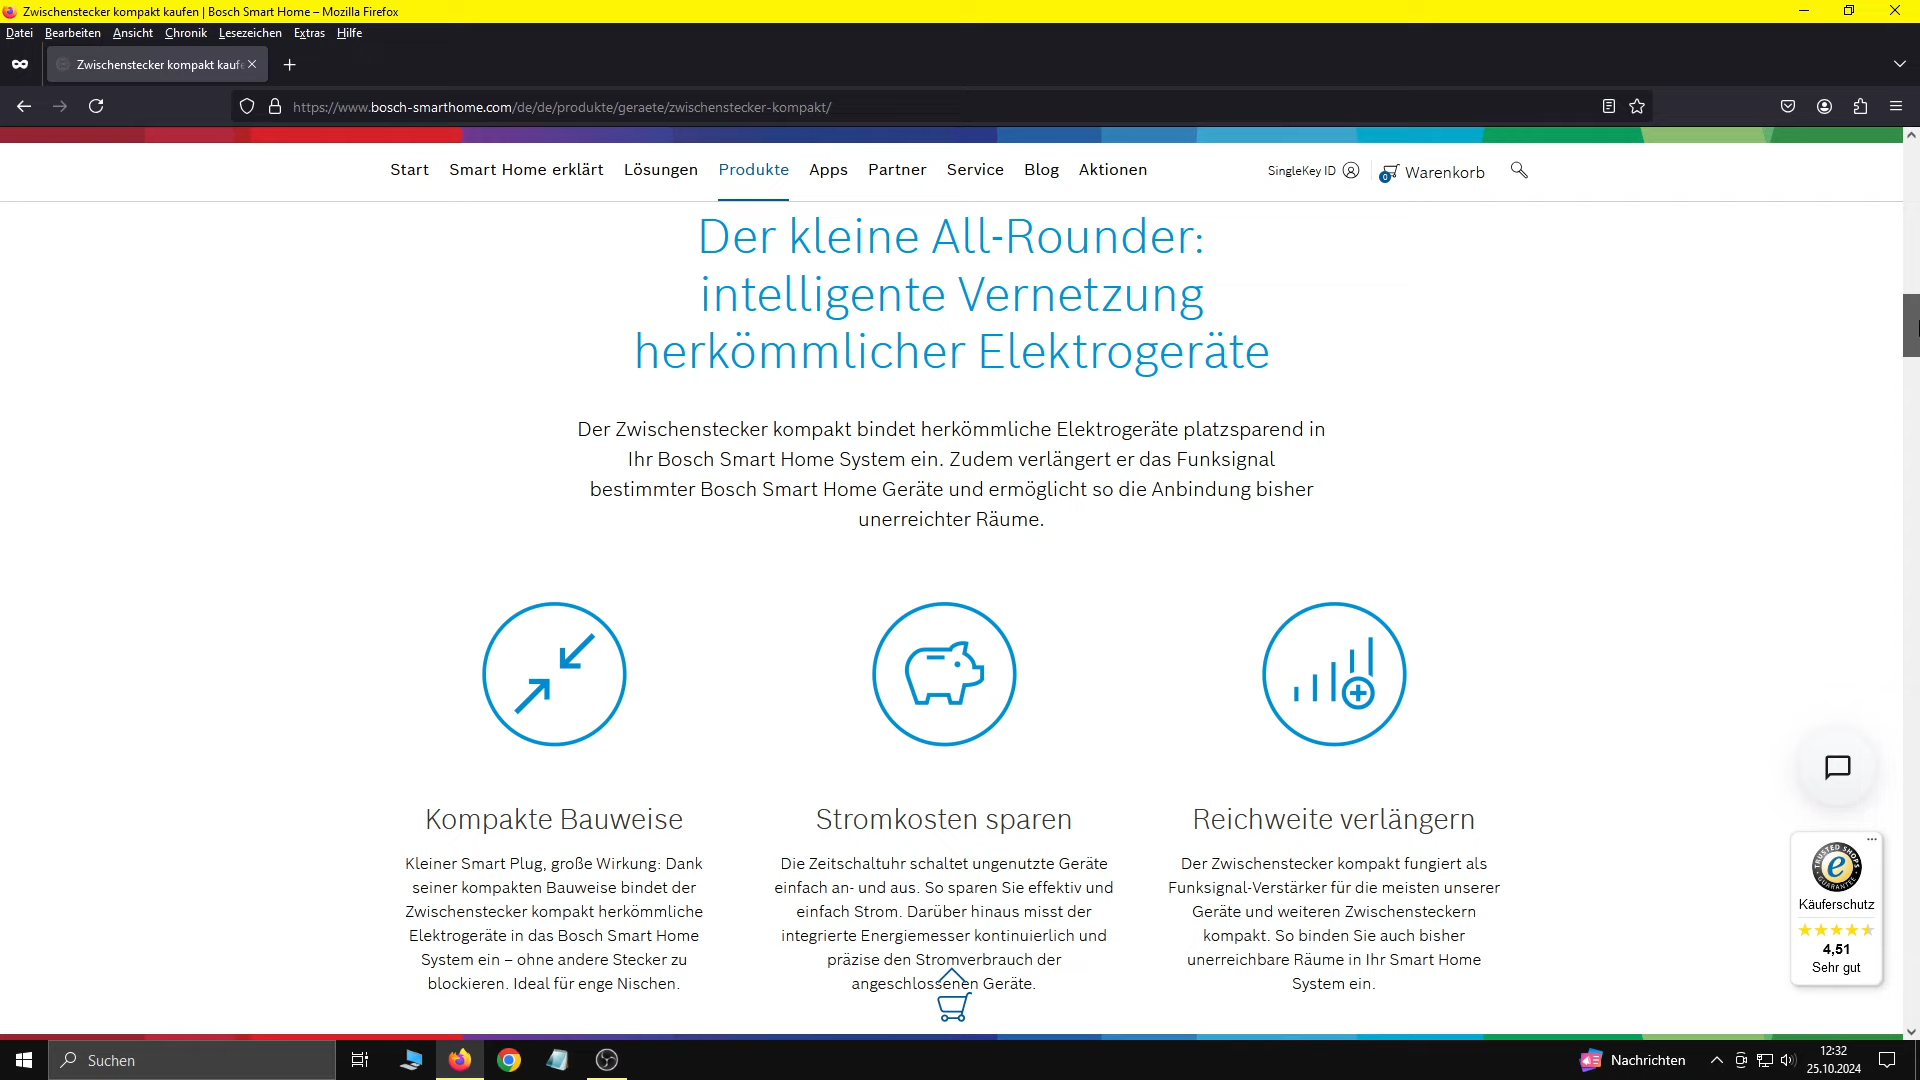 Zwischenstecker kompakt kaufen | Bosch Smart Home – Mozilla Firefox
Datei Bearbeiten Ansicht Chronik Lesezeichen Extras Hilfe
Zwischenstecker kompakt kaufe
https://www.bosch-smarthome.com/de/de/produkte/geraete/zwischenstecker-kompakt/
Start Smart Home erklärt Lösungen Produkte Apps Partner Service Blog Aktionen SingleKey ID 0 Warenkorb
Der kleine All-Rounder:
intelligente Vernetzung
herkömmlicher Elektrogeräte
Der Zwischenstecker kompakt bindet herkömmliche Elektrogeräte platzsparend in
Ihr Bosch Smart Home System ein. Zudem verlängert er das Funksignal
bestimmter Bosch Smart Home Geräte und ermöglicht so die Anbindung bisher
unerreichter Räume.
Kompakte Bauweise
Kleiner Smart Plug, große Wirkung: Dank
seiner kompakten Bauweise bindet der
Zwischenstecker kompakt herkömmliche
Elektrogeräte in das Bosch Smart Home
System ein – ohne andere Stecker zu
blockieren. Ideal für enge Nischen.
Stromkosten sparen
Die Zeitschaltuhr schaltet ungenutzte Geräte
einfach an- und aus. So sparen Sie effektiv und
einfach Strom. Darüber hinaus misst der
integrierte Energiemesser kontinuierlich und
präzise den Stromverbrauch der
angeschlossenen Geräte.
Reichweite verlängern
Der Zwischenstecker kompakt fungiert als
Funksignal-Verstärker für die meisten unserer
Geräte und weiteren Zwischensteckern
kompakt. So binden Sie auch bisher
unerreichbare Räume in Ihr Smart Home
System ein.
TRUSTED SHOPS
GUARANTEE
Käuferschutz
4,51
Sehr gut
Suchen
Nachrichten
12:32
25.10.2024